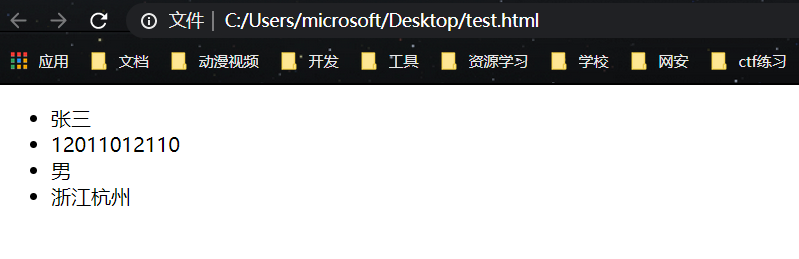 文件 | C:/Users/microsoft/Desktop/test.html
应用 文档 动漫视频 开发 工具 资源学习 学校 网安 ctf练习
• 张三
• 12011012110
• 男
• 浙江杭州